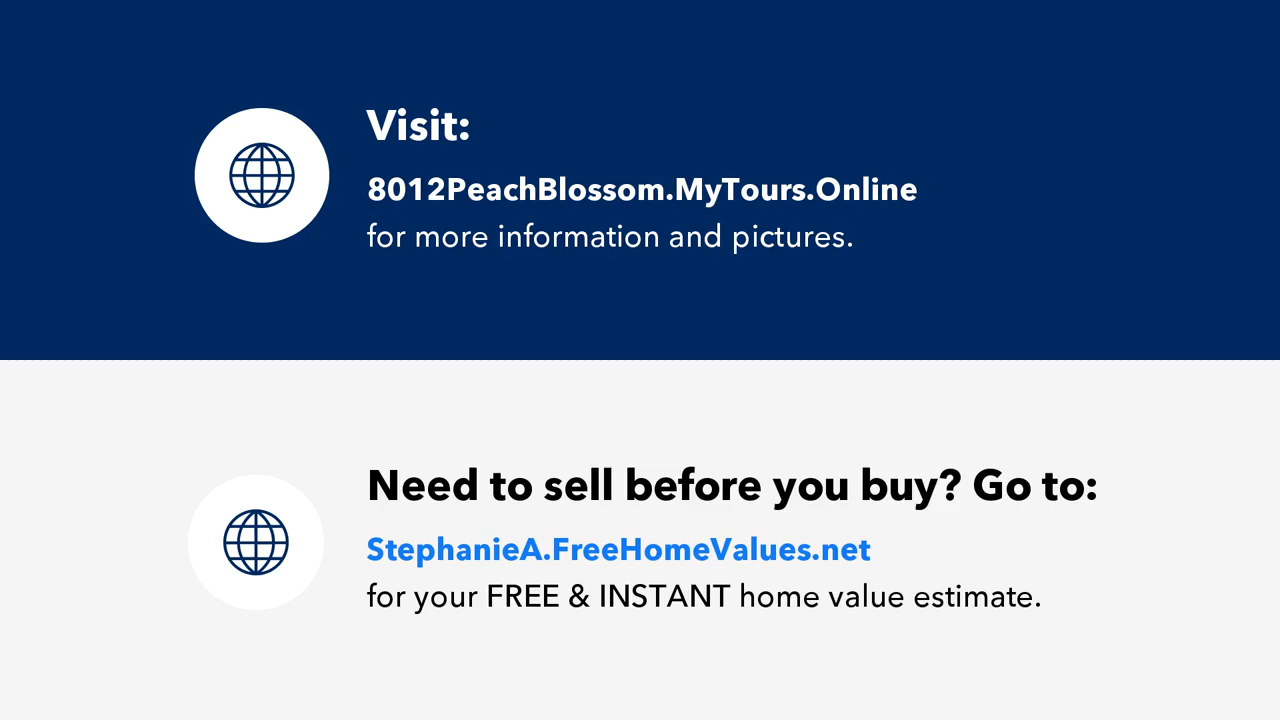 Visit:
8012PeachBlossom.MyTours.Online
for more information and pictures.
Need to sell before you buy? Go to:
StephanieA.FreeHomeValues.net
for your FREE & INSTANT home value estimate.